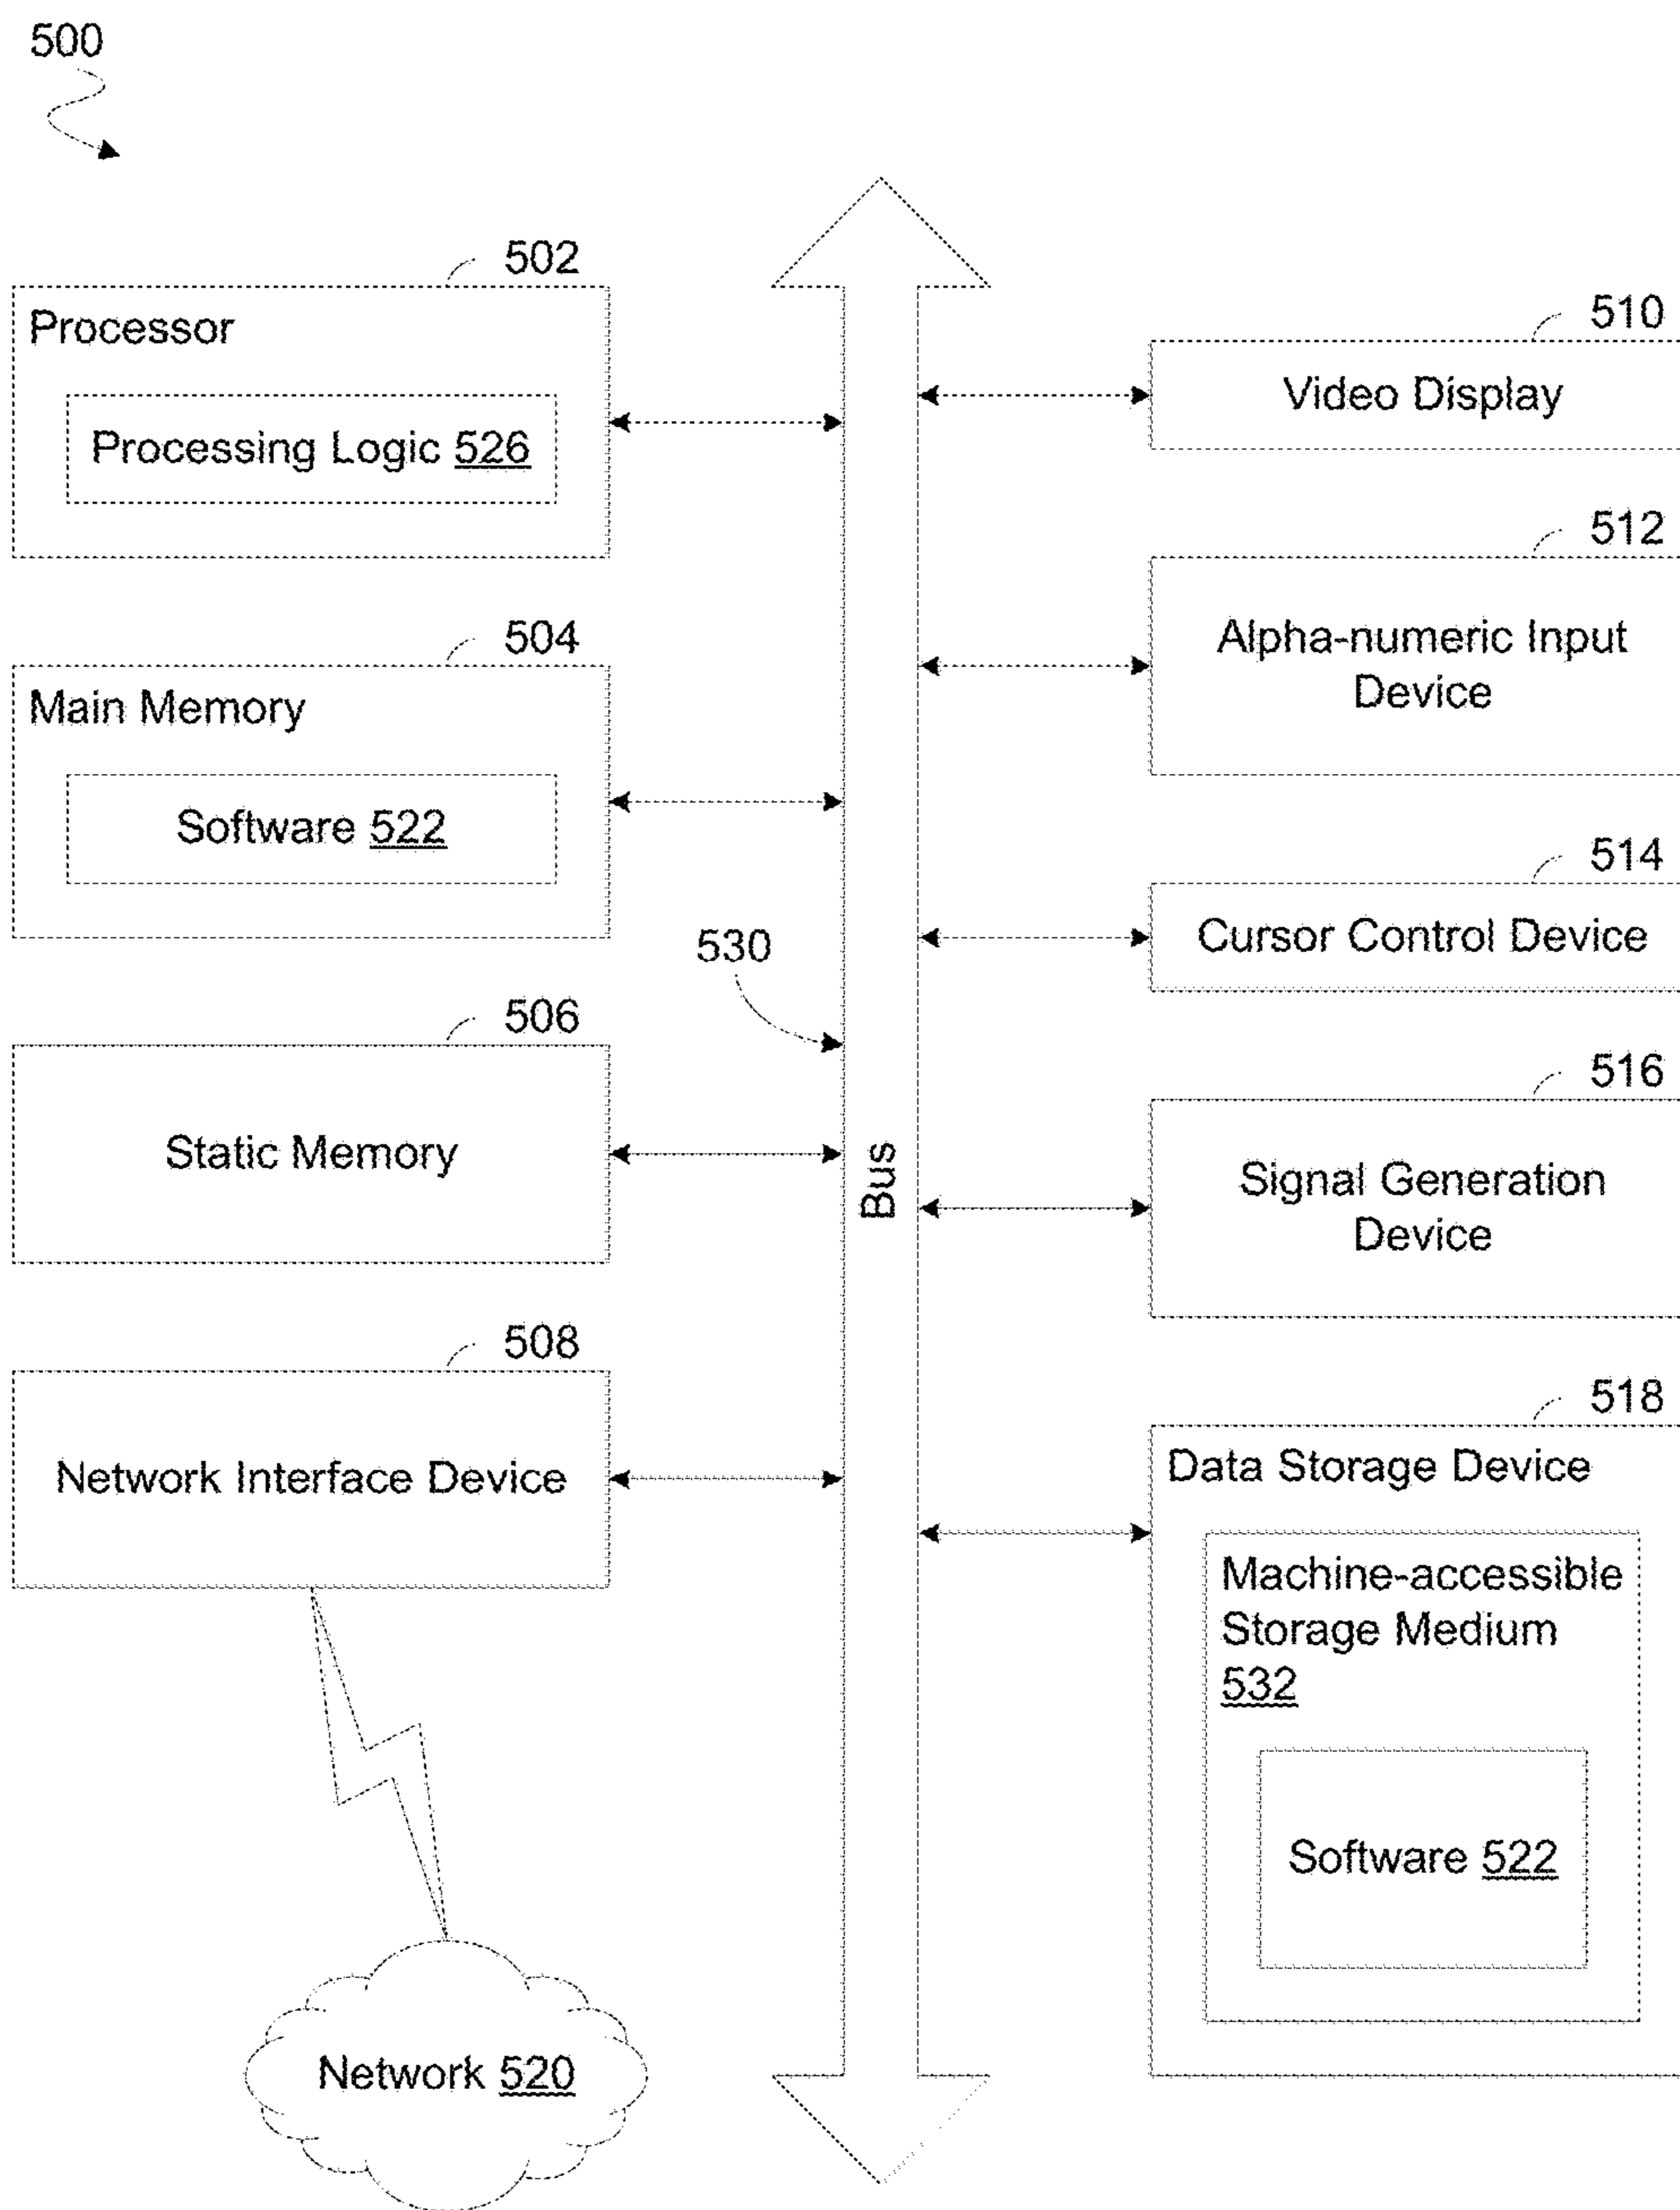 500
502
Processor
Processing Logic 526
504
Main Memory
Software 522
506
Static Memory
508
Network Interface Device
Network 520
530
Bus
510
Video Display
512
Alpha-numeric Input
Device
514
Cursor Control Device
516
Signal Generation
Device
518
Data Storage Device
Machine-accessible
Storage Medium
532
Software 522